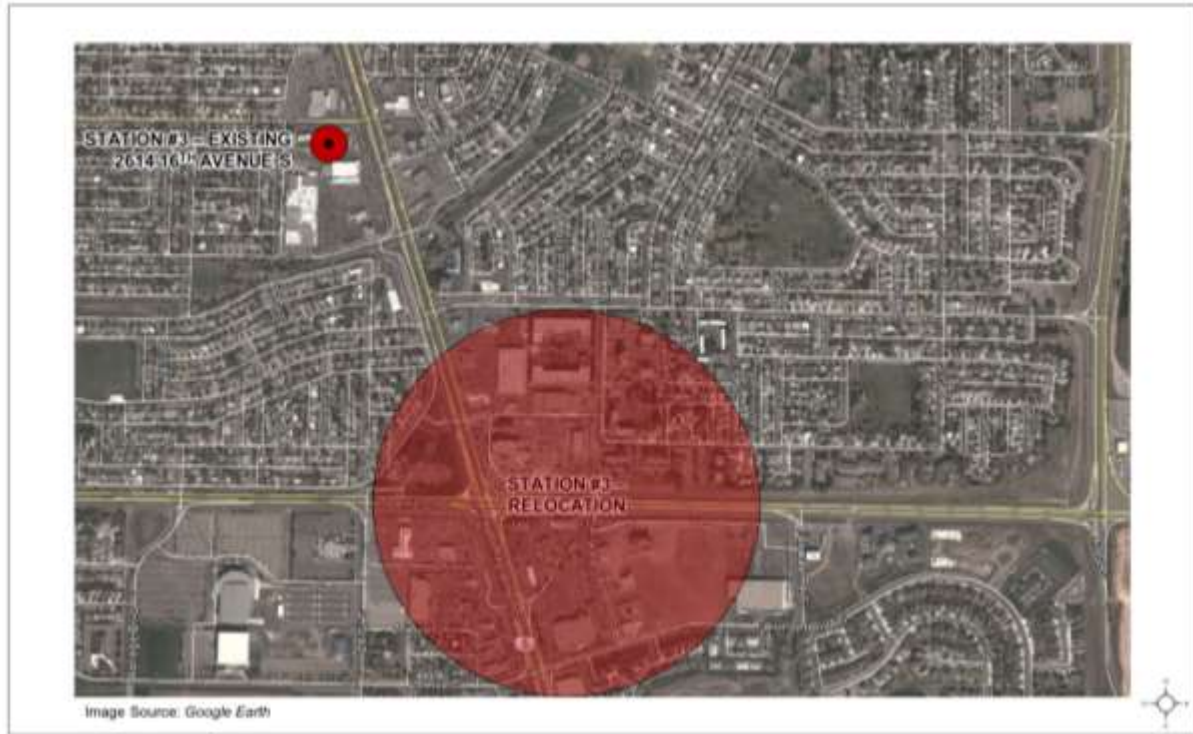 STATION #3 – EXISTING
2614 16TH AVENUE S
STATION #3 –
RELOCATION
Image Source: Google Earth